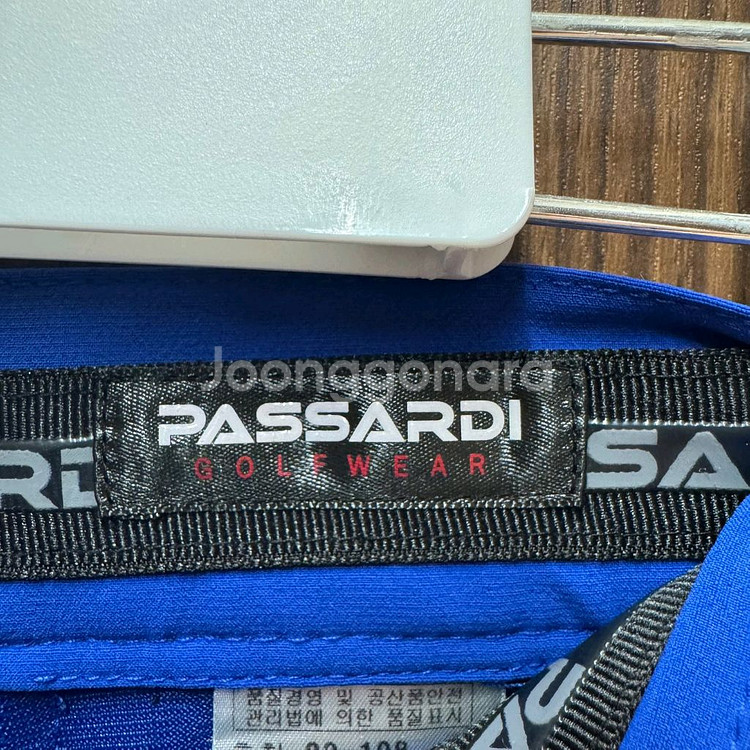 Joonggonara
PASSARDI
GOLFWEAR
RD
SA
품질경영 및 공산품안전
관리법에 의한 품질표시